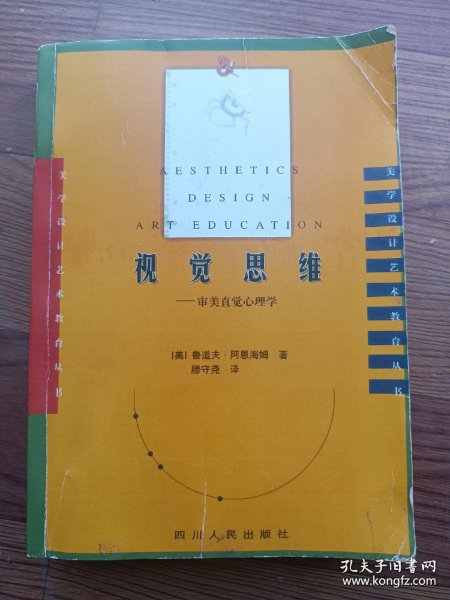 &
AESTHETICS
DESIGN
ART EDUCATION
视觉思维
——审美直觉心理学
〔美〕鲁道夫·阿恩海姆 著
滕守尧 译
美学设计艺术教育丛书
美学设计艺术教育丛书
四川人民出版社
孔夫子旧书网
www.kongfz.com